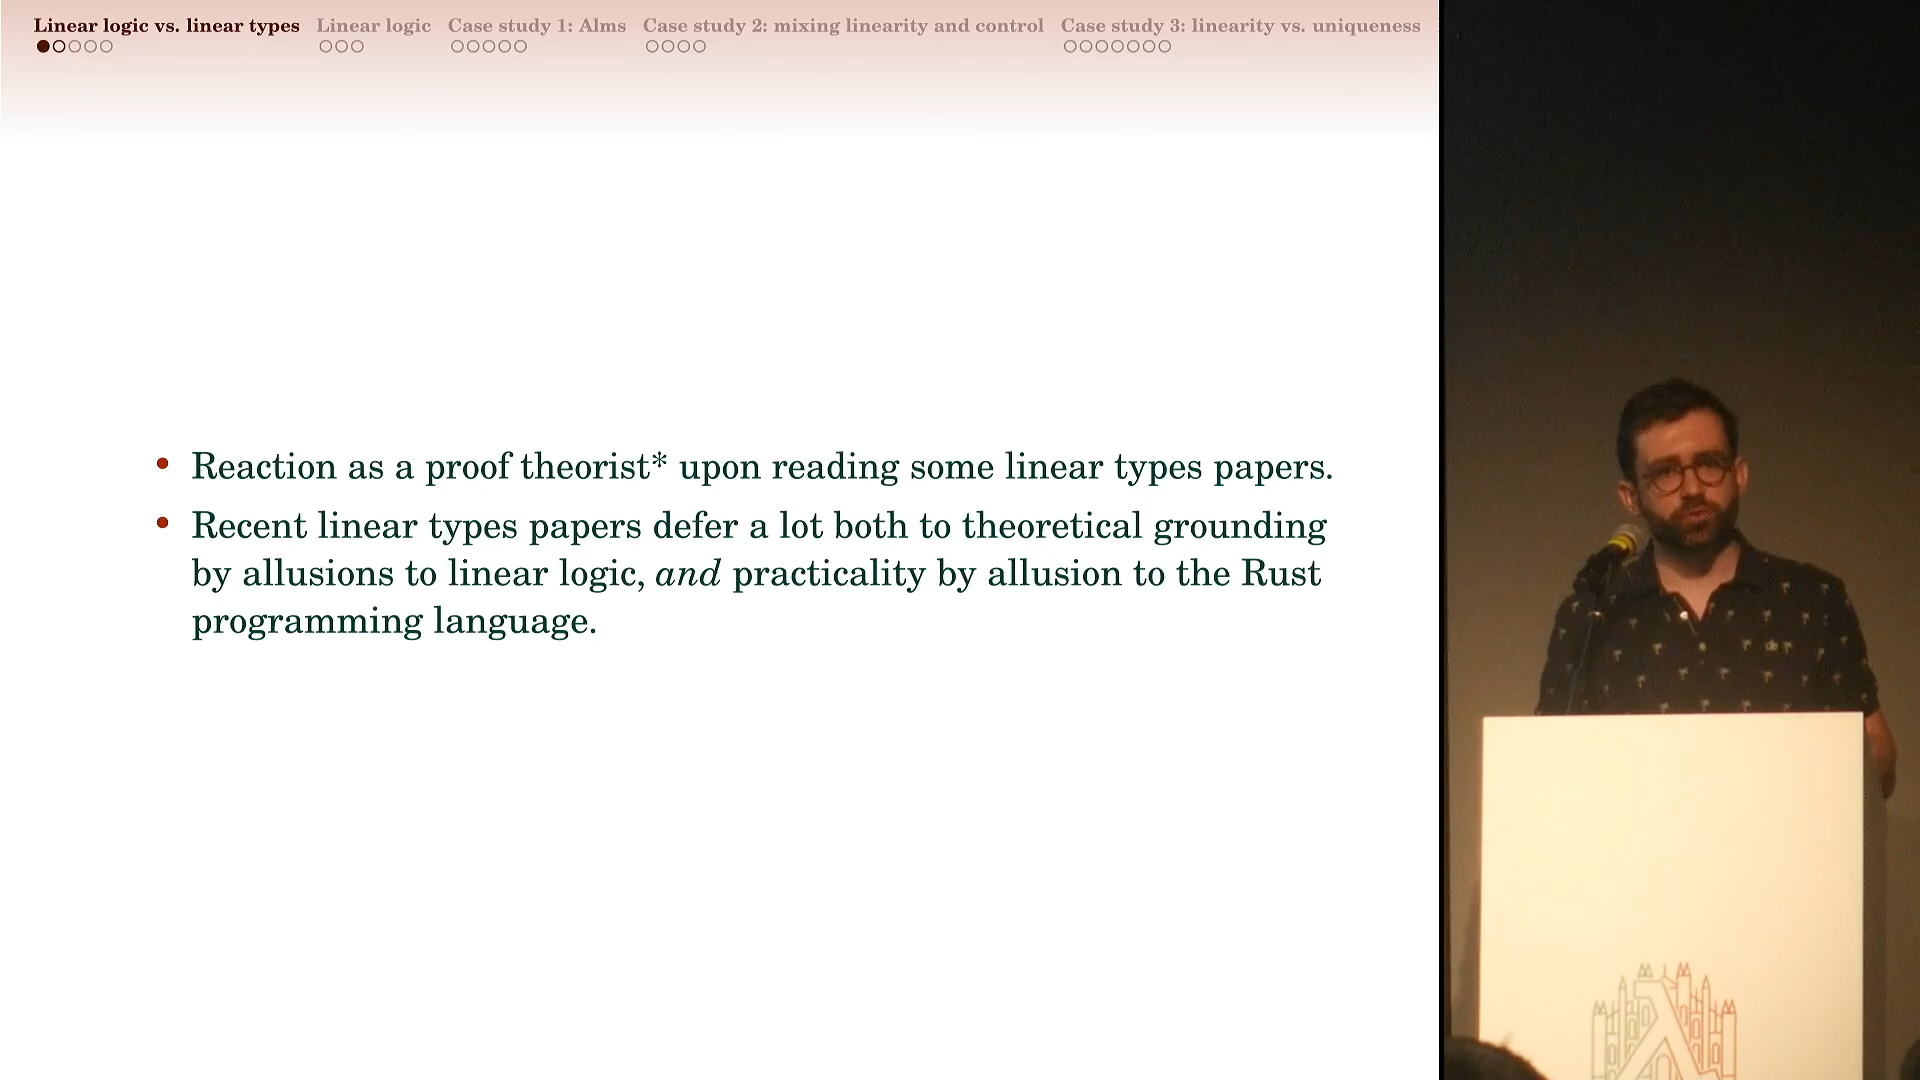 Linear logic vs. linear types Linear logic Case study 1: Alms Case study 2: mixing linearity and control Case study 3: linearity vs. uniqueness
• Reaction as a proof theorist* upon reading some linear types papers.
• Recent linear types papers defer a lot both to theoretical grounding
by allusions to linear logic, and practicality by allusion to the Rust
programming language.